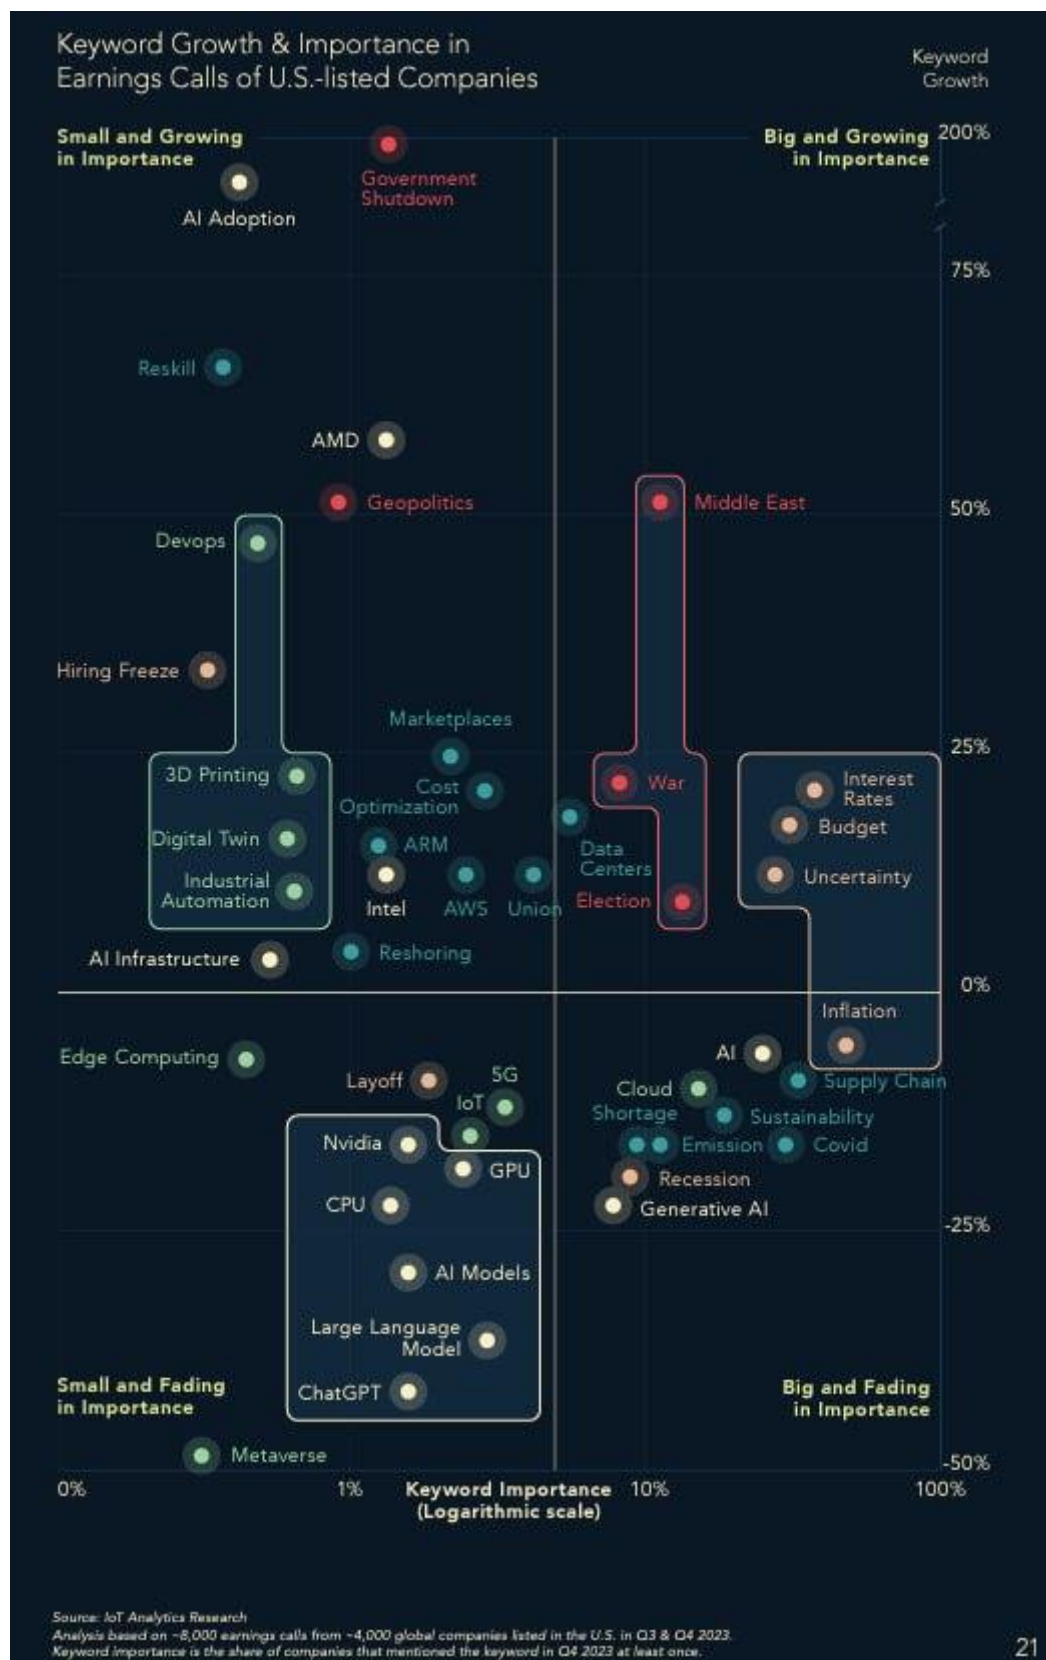 Keyword Growth & Importance in
Earnings Calls of U.S.-listed Companies
Keyword
Growth
Small and Growing
in Importance
Big and Growing
in Importance
200%
Government
Shutdown
AI Adoption
75%
Reskill
AMD
Geopolitics
Middle East
50%
Devops
Hiring Freeze
Marketplaces
25%
3D Printing
Cost
Optimization
War
Interest
Rates
Budget
Digital Twin
ARM
Data
Centers
Industrial
Automation
Intel
AWS
Union
Election
Uncertainty
AI Infrastructure
Reshoring
0%
Inflation
Edge Computing
AI
Layoff
5G
Cloud
Supply Chain
IoT
Shortage
Sustainability
Nvidia
Emission
Covid
GPU
Recession
CPU
Generative AI
-25%
AI Models
Large Language
Model
ChatGPT
Small and Fading
in Importance
Big and Fading
in Importance
Metaverse
-50%
0%
1%
Keyword Importance
(Logarithmic scale)
10%
100%
Source: IoT Analytics Research
Analysis based on ~8,000 earnings calls from ~4,000 global companies listed in the U.S. in Q3 & Q4 2023.
Keyword importance is the share of companies that mentioned the keyword in Q4 2023 at least once.
21